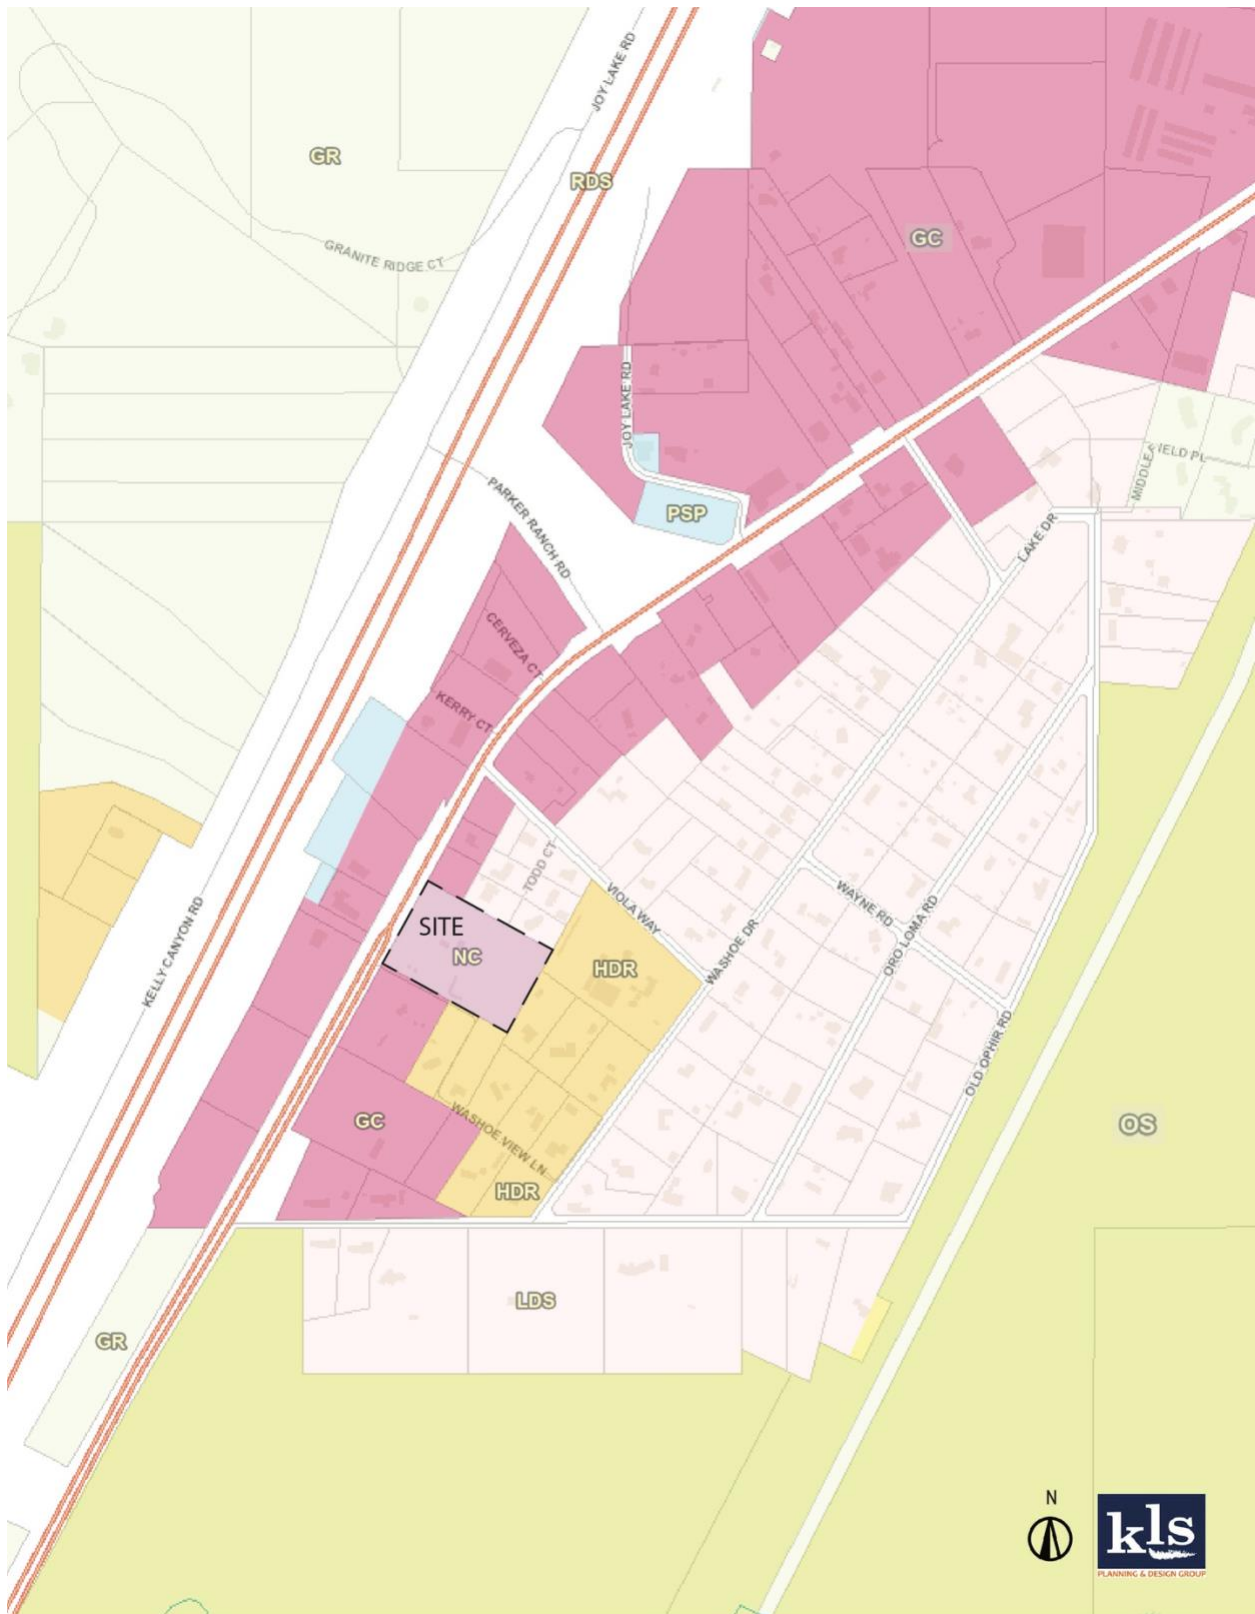 JOY LAKE RD
GR
RDS
GRANITE RIDGE CT
GC
JOY LAKE RD
PARKER RANCH RD
PSP
MIDDLEFIELD PL
LAKE DR
CERVEZA CT
KERRY CT
TODD CT
VIOLA WAY
WAYNE RD
ORO LOMA RD
WASHOE DR
SITE
NC
HDR
KELLY CANYON RD
OLD OPHIR RD
GC
WASHOE VIEW LN
HDR
OS
LDS
GR
N
kls
PLANNING & DESIGN GROUP